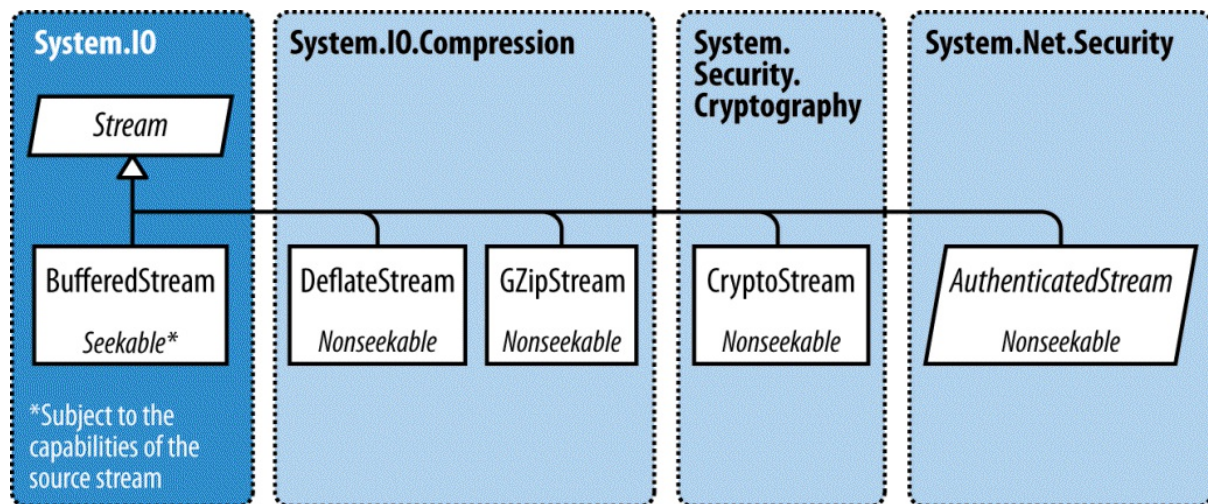 System.IO
Stream
BufferedStream
Seekable*
*Subject to the
capabilities of the
source stream
System.IO.Compression
DeflateStream
Nonseekable
GZipStream
Nonseekable
System.
Security.
Cryptography
CryptoStream
Nonseekable
System.Net.Security
AuthenticatedStream
Nonseekable